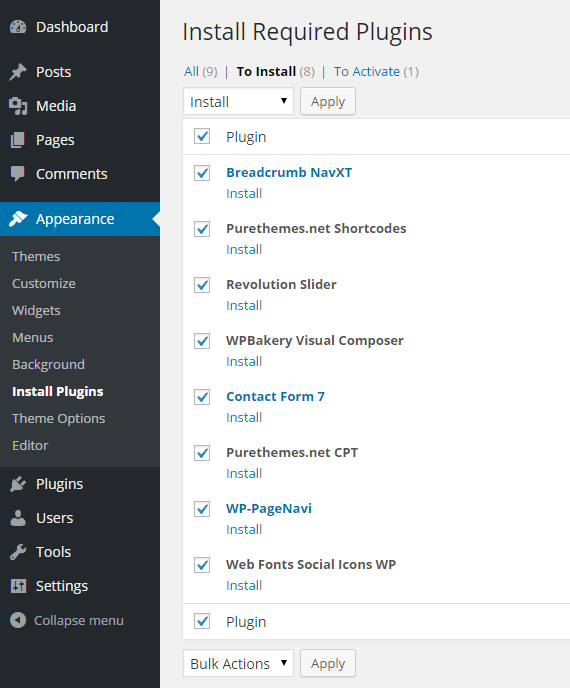 Dashboard
Posts
Media
Pages
Comments
Appearance
Themes
Customize
Widgets
Menus
Background
Install Plugins
Theme Options
Editor
Plugins
Users
Tools
Settings
Collapse menu
Install Required Plugins
All (9) | To Install (8) | To Activate (1)
Install Apply
Plugin
Breadcrumb NavXT
Install
Purethemes.net Shortcodes
Install
Revolution Slider
Install
WPBakery Visual Composer
Install
Contact Form 7
Install
Purethemes.net CPT
Install
WP-PageNavi
Install
Web Fonts Social Icons WP
Install
Plugin
Bulk Actions Apply